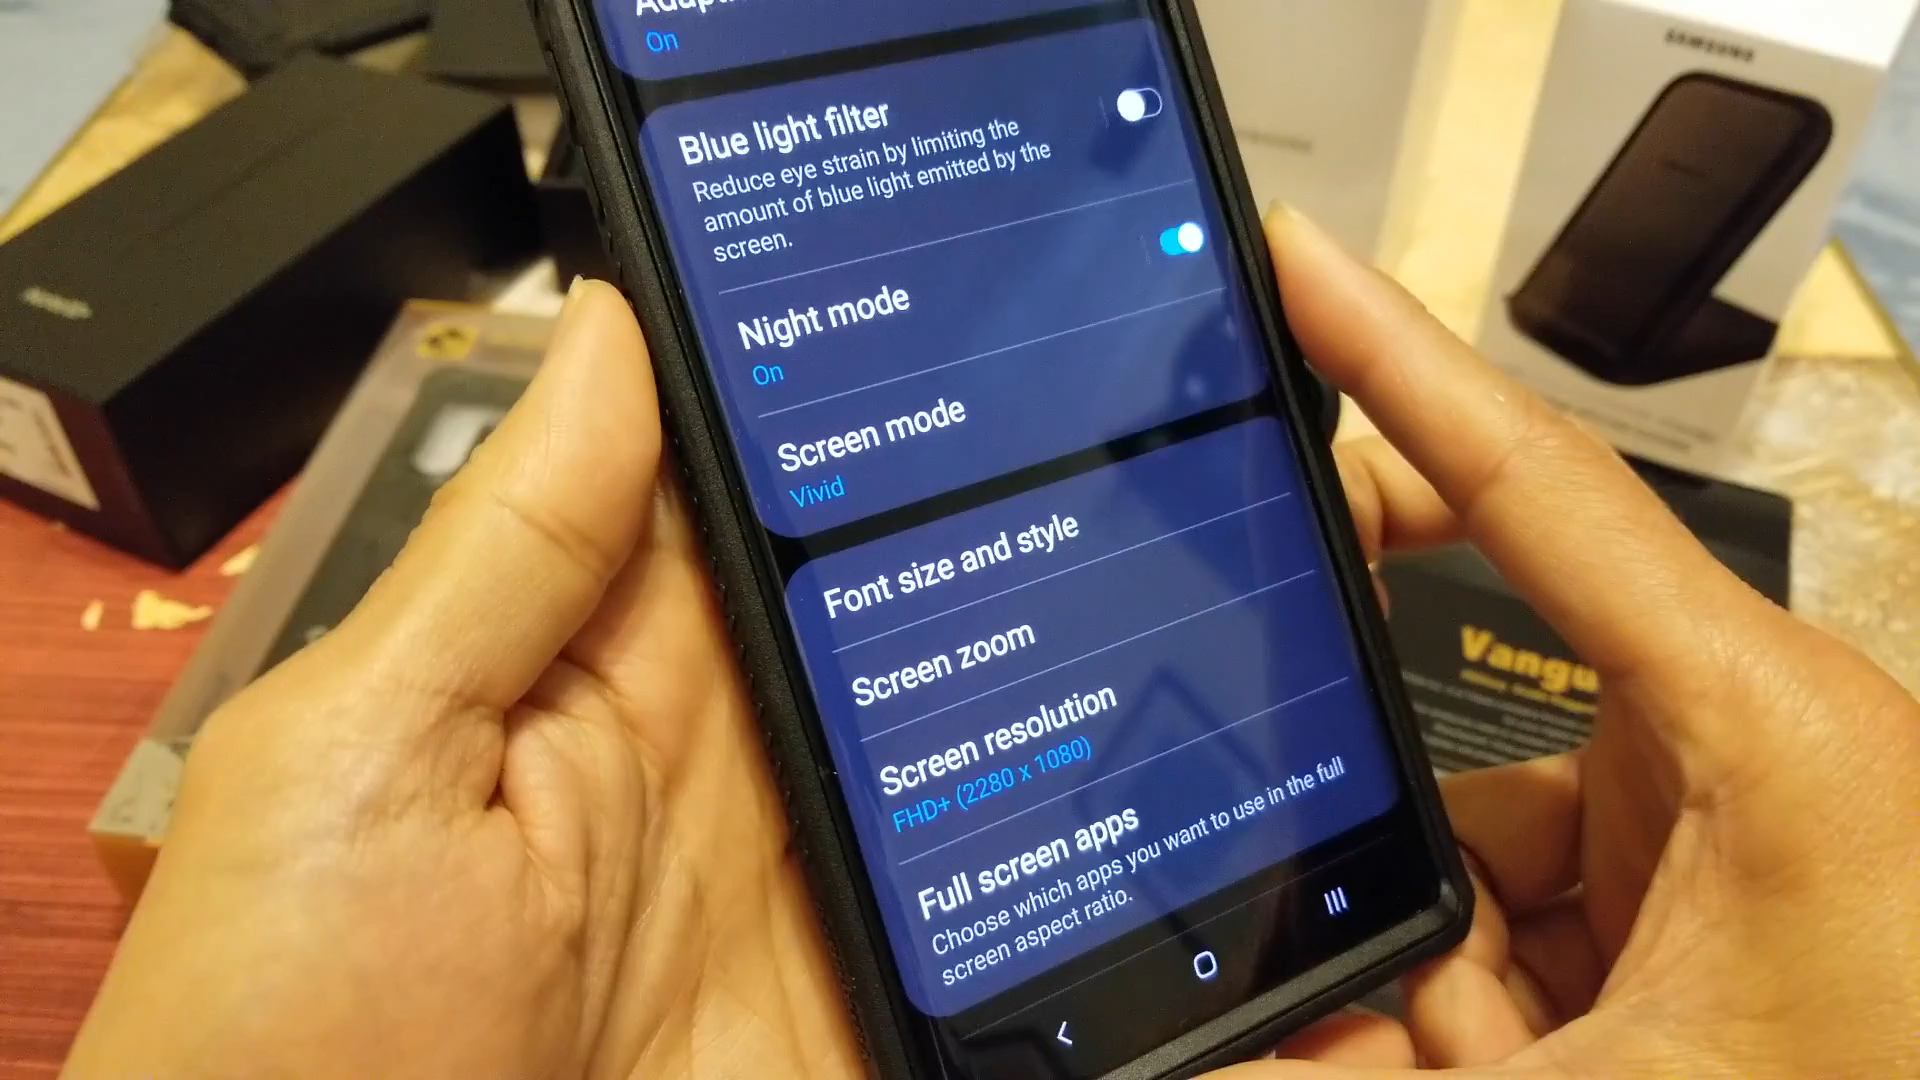 On
Blue light filter
Reduce eye strain by limiting the
amount of blue light emitted by the
screen.
Night mode
On
Screen mode
Vivid
Font size and style
Screen zoom
Screen resolution
FHD+ (2280 x 1080)
Full screen apps
Choose which apps you want to use in the full
screen aspect ratio.
SAMSUNG